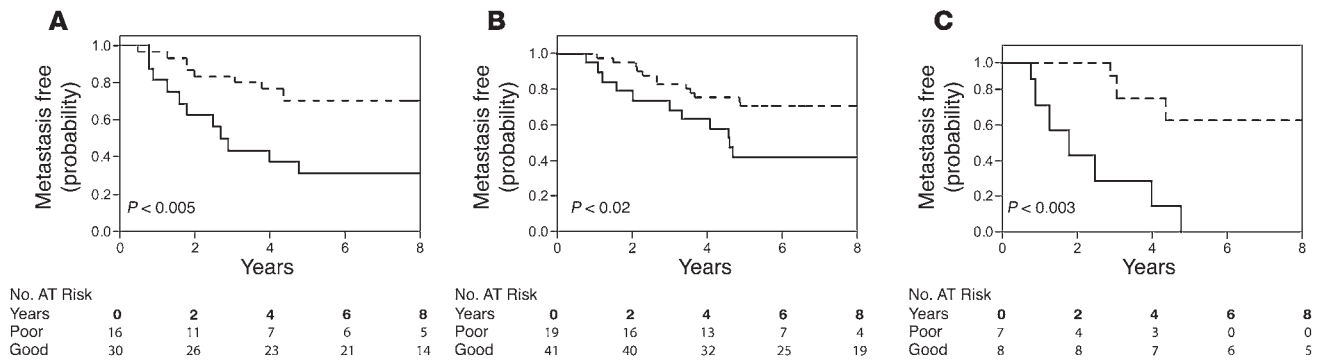 A
Metastasis free
(probability)
1.0
0.8
0.6
0.4
0.2
0.0
P < 0.005
0 2 4 6 8
Years
No. AT Risk
Years 0 2 4 6 8
Poor 16 11 7 6 5
Good 30 26 23 21 14
B
Metastasis free
(probability)
1.0
0.8
0.6
0.4
0.2
0.0
P < 0.02
0 2 4 6 8
Years
No. AT Risk
Years 0 2 4 6 8
Poor 19 16 13 7 4
Good 41 40 32 25 19
C
Metastasis free
(probability)
1.0
0.8
0.6
0.4
0.2
0.0
P < 0.003
0 2 4 6 8
Years
No. AT Risk
Years 0 2 4 6 8
Poor 7 4 3 0 0
Good 8 8 7 6 5